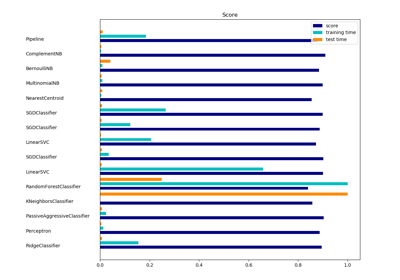 Score
score
training time
test time
Pipeline
ComplementNB
BernoulliNB
MultinomialNB
NearestCentroid
SGDClassifier
SGDClassifier
LinearSVC
SGDClassifier
LinearSVC
RandomForestClassifier
KNeighborsClassifier
PassiveAggressiveClassifier
Perceptron
RidgeClassifier
0.0 0.2 0.4 0.6 0.8 1.0